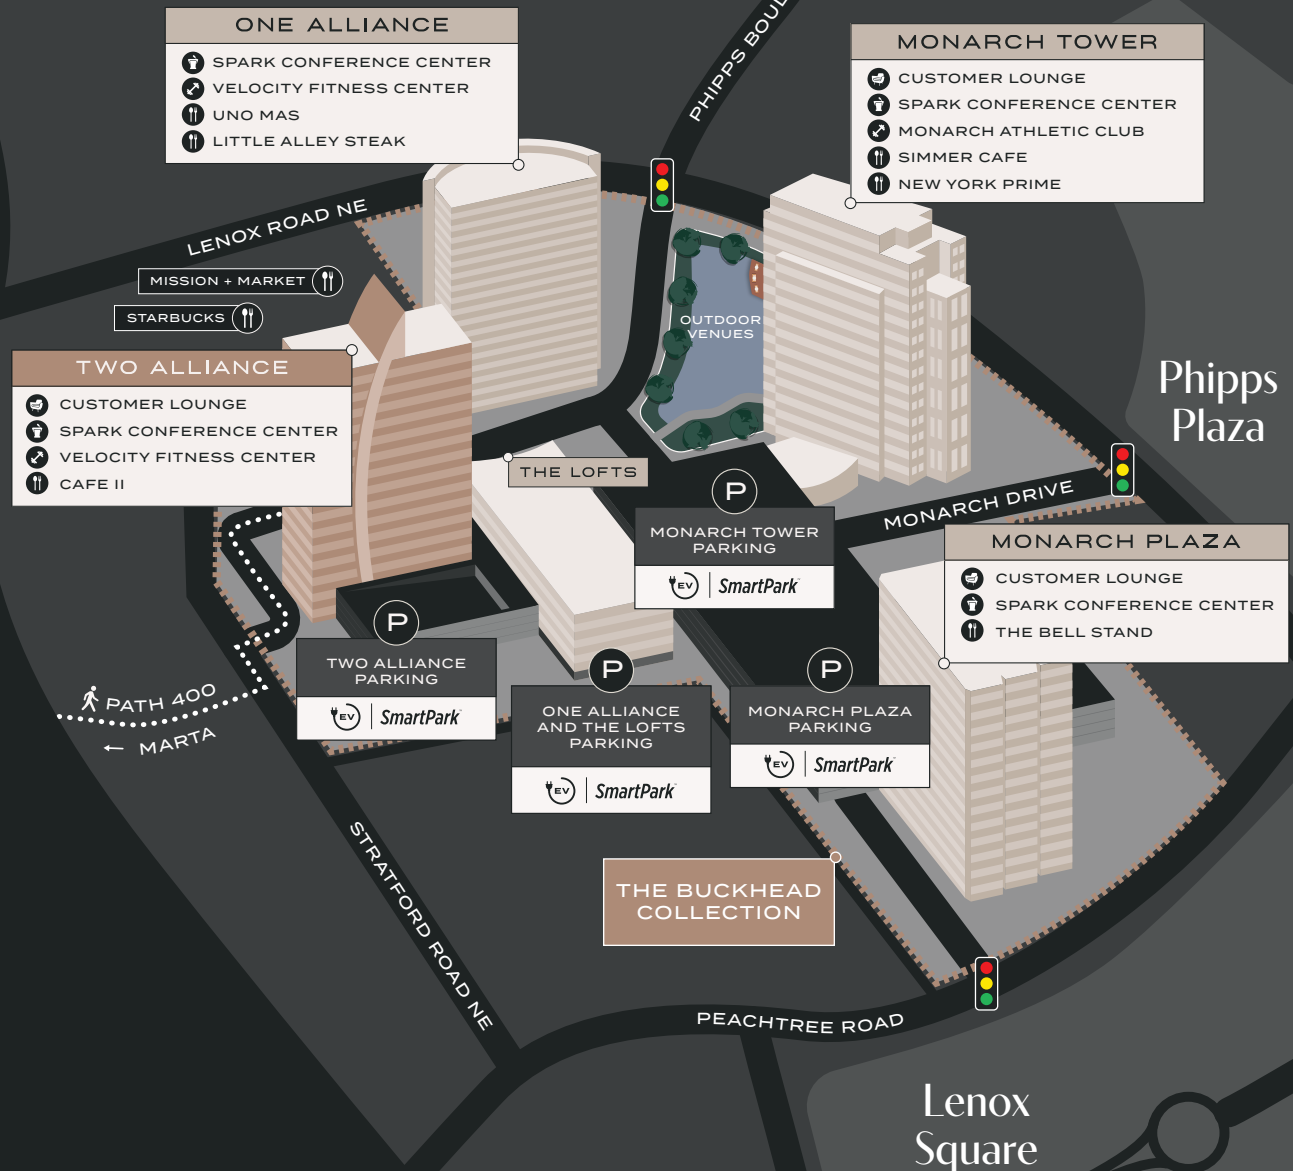 ONE ALLIANCE
SPARK CONFERENCE CENTER
VELOCITY FITNESS CENTER
UNO MAS
LITTLE ALLEY STEAK
PHIPPS BOUL
MONARCH TOWER
CUSTOMER LOUNGE
SPARK CONFERENCE CENTER
MONARCH ATHLETIC CLUB
SIMMER CAFE
NEW YORK PRIME
LENOX ROAD NE
MISSION + MARKET
STARBUCKS
OUTDOOR
VENUES
TWO ALLIANCE
CUSTOMER LOUNGE
SPARK CONFERENCE CENTER
VELOCITY FITNESS CENTER
CAFE II
Phipps
Plaza
THE LOFTS
P
MONARCH TOWER
PARKING
EV | SmartPark
MONARCH DRIVE
MONARCH PLAZA
CUSTOMER LOUNGE
SPARK CONFERENCE CENTER
THE BELL STAND
P
TWO ALLIANCE
PARKING
EV | SmartPark
P
ONE ALLIANCE
AND THE LOFTS
PARKING
EV | SmartPark
P
MONARCH PLAZA
PARKING
EV | SmartPark
PATH 400
← MARTA
STRATFORD ROAD NE
THE BUCKHEAD
COLLECTION
PEACHTREE ROAD
Lenox
Square